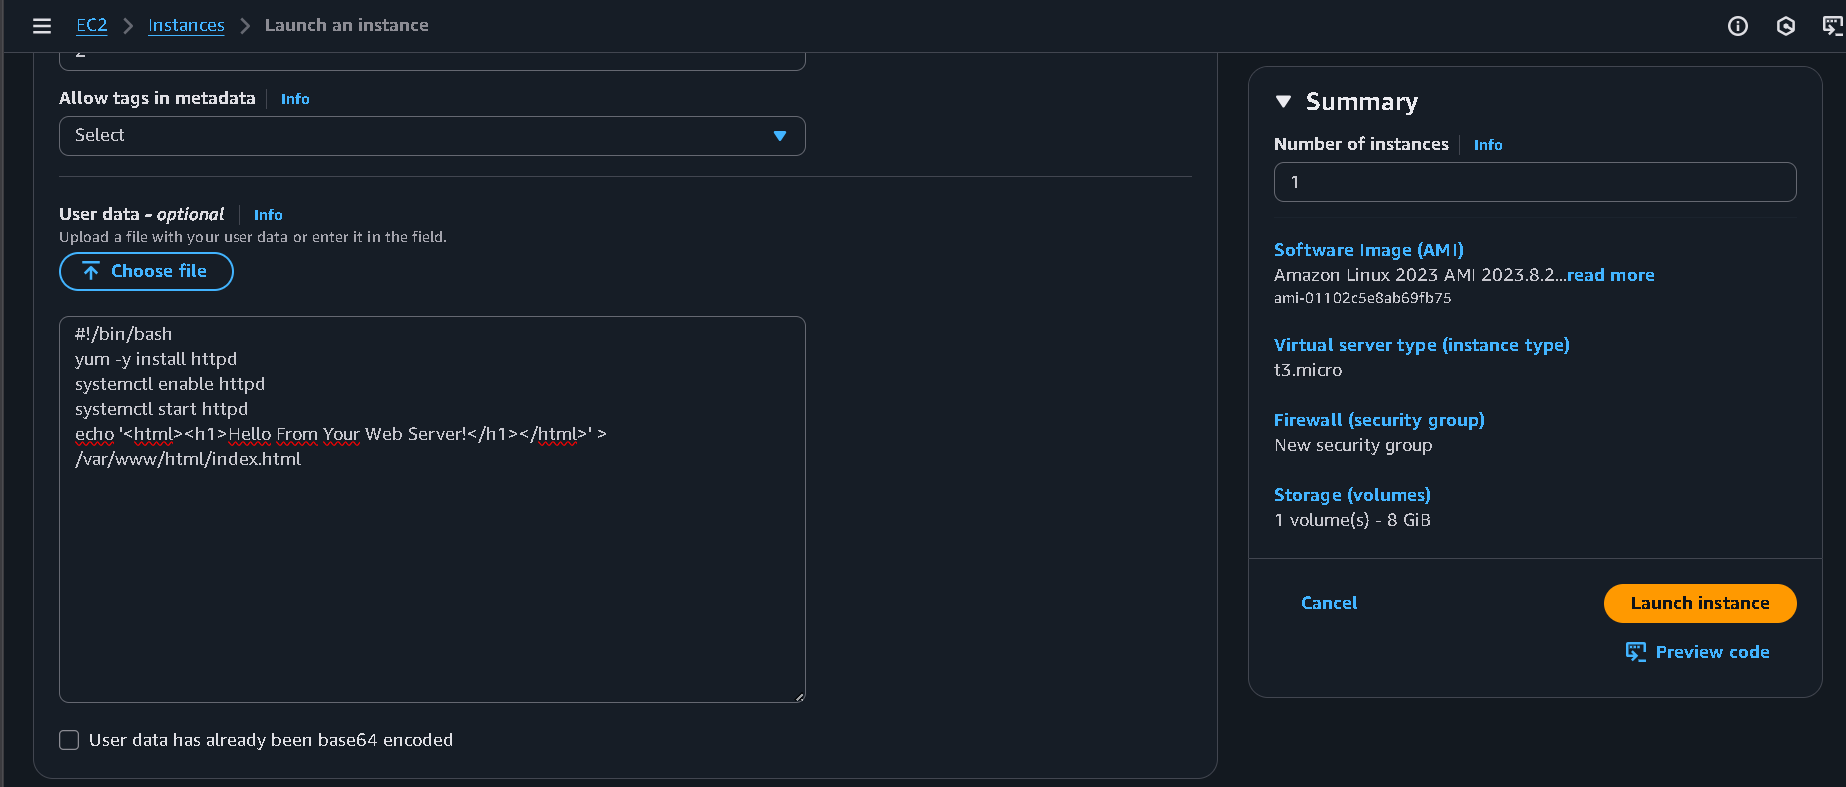 EC2 > Instances > Launch an instance
Allow tags in metadata Info
Select
User data - optional Info
Upload a file with your user data or enter it in the field.
Choose file
#!/bin/bash
yum -y install httpd
systemctl enable httpd
systemctl start httpd
echo '<html><h1>Hello From Your Web Server!</h1></html>' >
/var/www/html/index.html
User data has already been base64 encoded
Summary
Number of instances Info
1
Software Image (AMI)
Amazon Linux 2023 AMI 2023.8.2...read more
ami-01102c5e8ab69fb75
Virtual server type (instance type)
t3.micro
Firewall (security group)
New security group
Storage (volumes)
1 volume(s) - 8 GiB
Cancel
Launch instance
Preview code